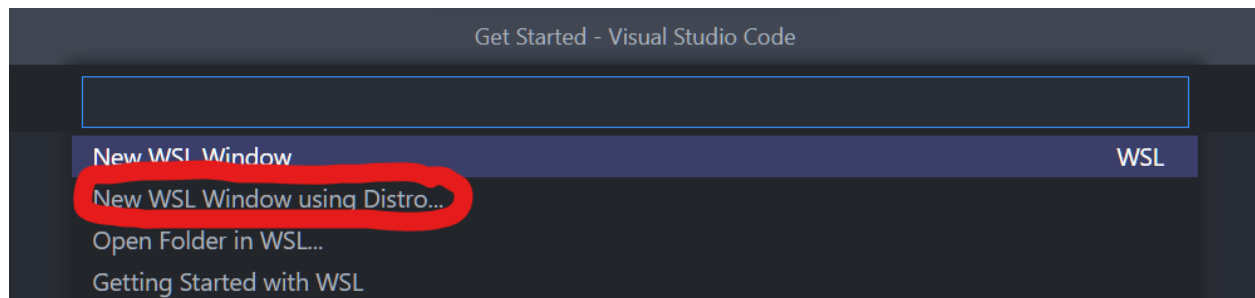 Get Started - Visual Studio Code
New WSL Window WSL
New WSL Window using Distro...
Open Folder in WSL...
Getting Started with WSL